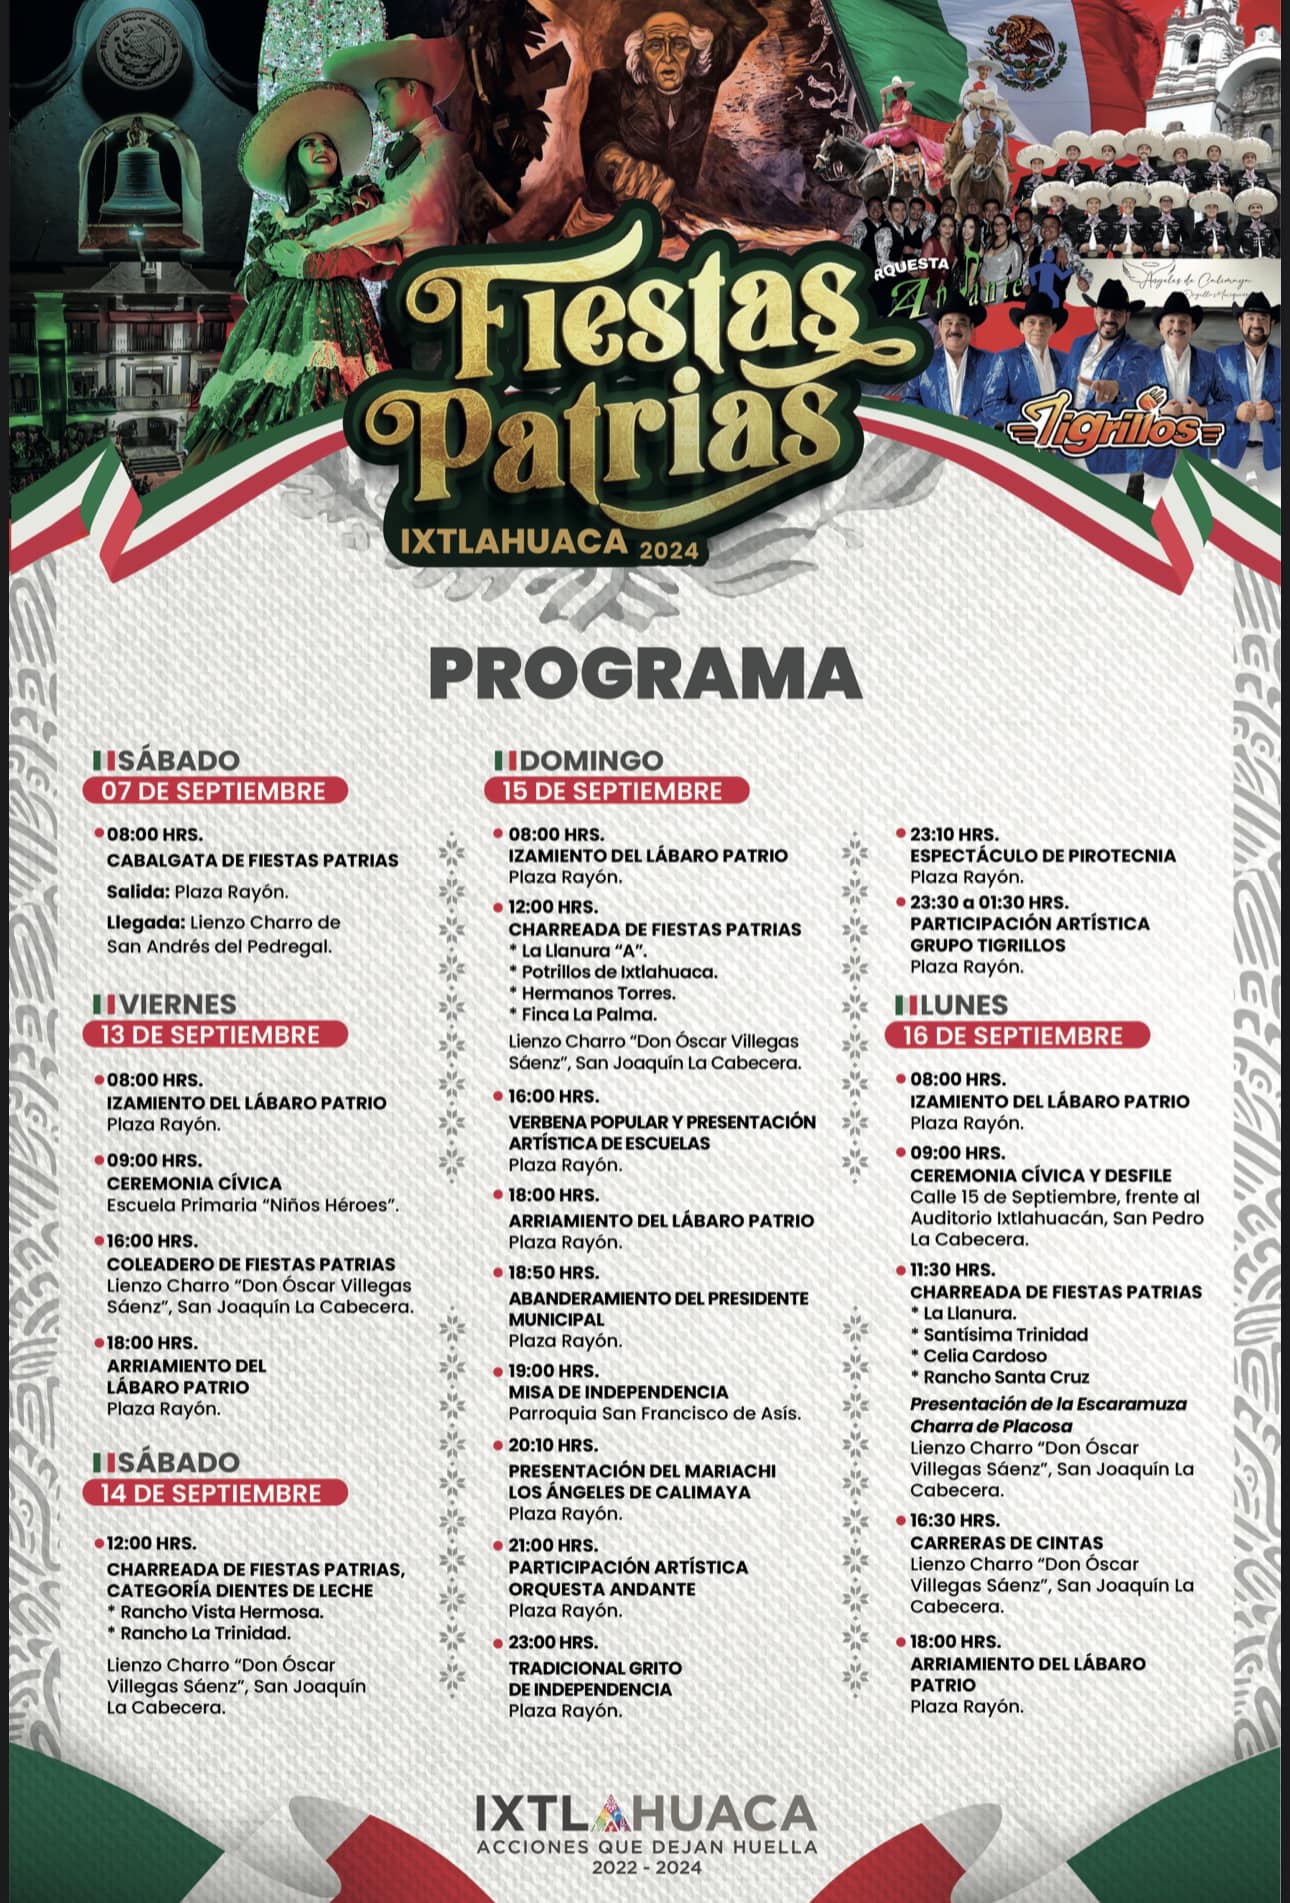 RQUESTA
Andante
Ángeles de Calimaya
Tigrillos
Fiestas
Patrias
IXTLAHUACA 2024
PROGRAMA
SÁBADO
07 DE SEPTIEMBRE
08:00 HRS.
CABALGATA DE FIESTAS PATRIAS
Salida: Plaza Rayón.
Llegada: Lienzo Charro de
San Andrés del Pedregal.
VIERNES
13 DE SEPTIEMBRE
08:00 HRS.
IZAMIENTO DEL LÁBARO PATRIO
Plaza Rayón.
09:00 HRS.
CEREMONIA CÍVICA
Escuela Primaria “Niños Héroes”.
16:00 HRS.
COLEADERO DE FIESTAS PATRIAS
Lienzo Charro “Don Óscar Villegas
Sáenz”, San Joaquín La Cabecera.
18:00 HRS.
ARRIAMIENTO DEL
LÁBARO PATRIO
Plaza Rayón.
SÁBADO
14 DE SEPTIEMBRE
12:00 HRS.
CHARREADA DE FIESTAS PATRIAS,
CATEGORÍA DIENTES DE LECHE
* Rancho Vista Hermosa.
* Rancho La Trinidad.
Lienzo Charro “Don Óscar
Villegas Sáenz”, San Joaquín
La Cabecera.
DOMINGO
15 DE SEPTIEMBRE
08:00 HRS.
IZAMIENTO DEL LÁBARO PATRIO
Plaza Rayón.
12:00 HRS.
CHARREADA DE FIESTAS PATRIAS
* La Llanura “A”.
* Potrillos de Ixtlahuaca.
* Hermanos Torres.
* Finca La Palma.
Lienzo Charro “Don Óscar Villegas
Sáenz”, San Joaquín La Cabecera.
16:00 HRS.
VERBENA POPULAR Y PRESENTACIÓN
ARTÍSTICA DE ESCUELAS
Plaza Rayón.
18:00 HRS.
ARRIAMIENTO DEL LÁBARO PATRIO
Plaza Rayón.
18:50 HRS.
ABANDERAMIENTO DEL PRESIDENTE
MUNICIPAL
Plaza Rayón.
19:00 HRS.
MISA DE INDEPENDENCIA
Parroquia San Francisco de Asís.
20:10 HRS.
PRESENTACIÓN DEL MARIACHI
LOS ÁNGELES DE CALIMAYA
Plaza Rayón.
21:00 HRS.
PARTICIPACIÓN ARTÍSTICA
ORQUESTA ANDANTE
Plaza Rayón.
23:00 HRS.
TRADICIONAL GRITO
DE INDEPENDENCIA
Plaza Rayón.
23:10 HRS.
ESPECTÁCULO DE PIROTECNIA
Plaza Rayón.
23:30 a 01:30 HRS.
PARTICIPACIÓN ARTÍSTICA
GRUPO TIGRILLOS
Plaza Rayón.
LUNES
16 DE SEPTIEMBRE
08:00 HRS.
IZAMIENTO DEL LÁBARO PATRIO
Plaza Rayón.
09:00 HRS.
CEREMONIA CÍVICA Y DESFILE
Calle 15 de Septiembre, frente al
Auditorio Ixtlahuacán, San Pedro
La Cabecera.
11:30 HRS.
CHARREADA DE FIESTAS PATRIAS
* La Llanura.
* Santísima Trinidad
* Celia Cardoso
* Rancho Santa Cruz
Presentación de la Escaramuza
Charra de Placosa
Lienzo Charro “Don Óscar
Villegas Sáenz”, San Joaquín La
Cabecera.
16:30 HRS.
CARRERAS DE CINTAS
Lienzo Charro “Don Óscar
Villegas Sáenz”, San Joaquín La
Cabecera.
18:00 HRS.
ARRIAMIENTO DEL LÁBARO
PATRIO
Plaza Rayón.
IXTLAHUACA
ACCIONES QUE DEJAN HUELLA
2022 - 2024